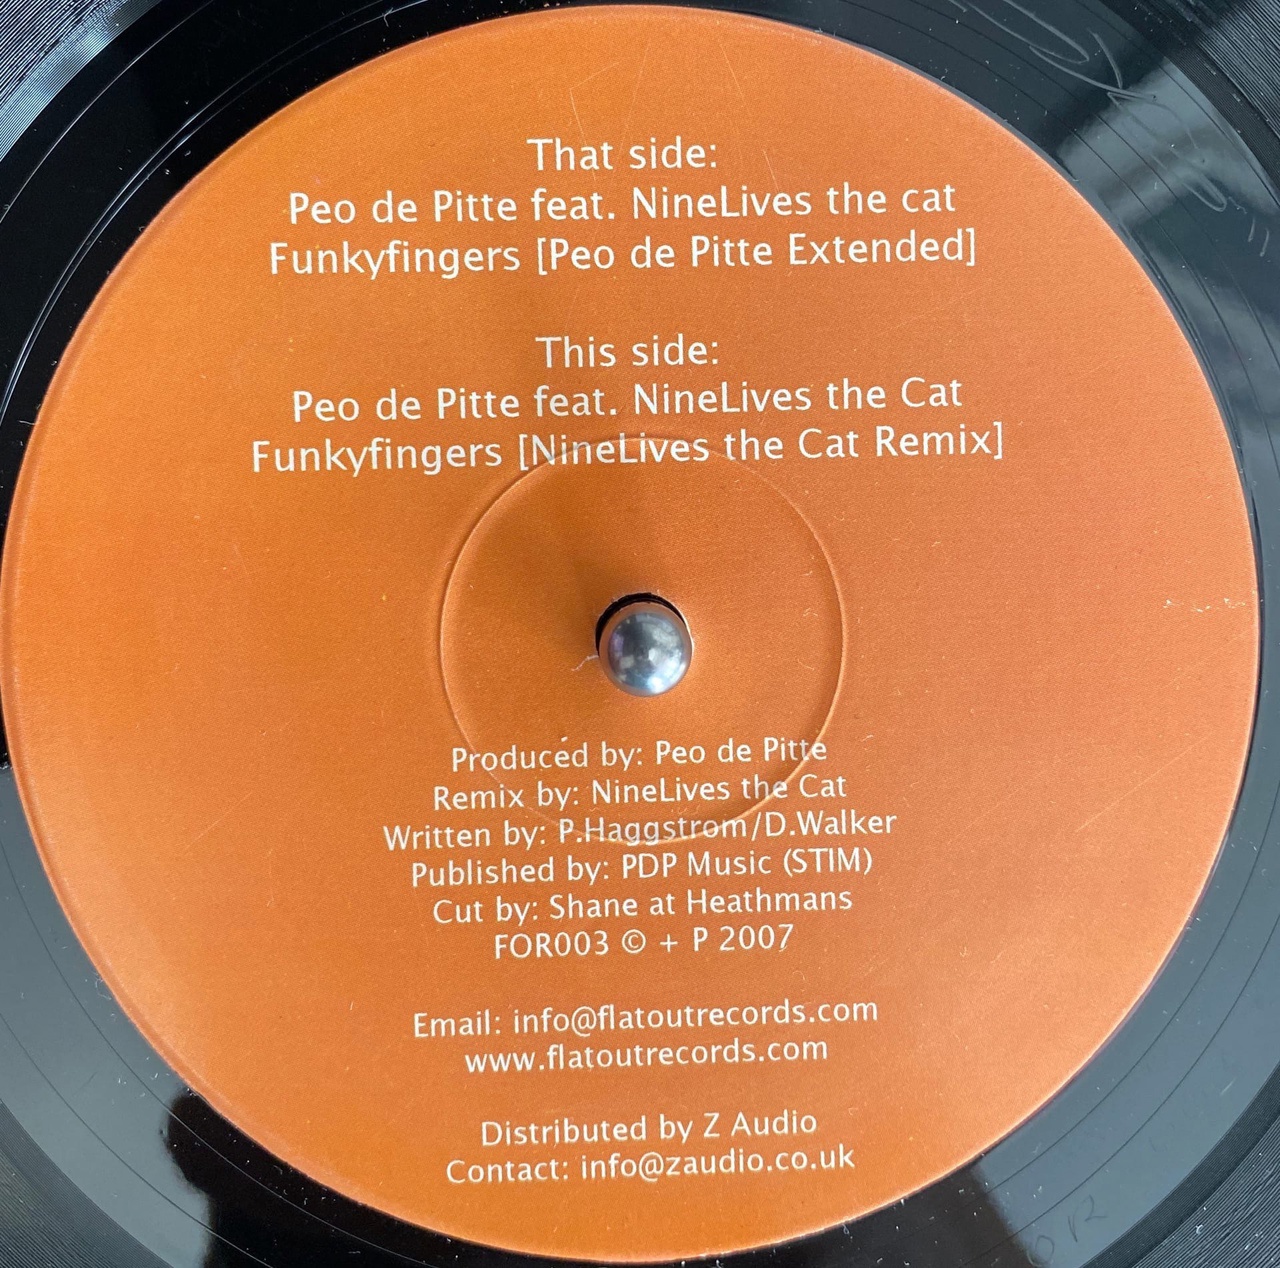 That side:
Peo de Pitte feat. NineLives the cat
Funkyfingers [Peo de Pitte Extended]
This side:
Peo de Pitte feat. NineLives the Cat
Funkyfingers [NineLives the Cat Remix]
Produced by: Peo de Pitte
Remix by: NineLives the Cat
Written by: P.Haggstrom/D.Walker
Published by: PDP Music (STIM)
Cut by: Shane at Heathmans
FOR003 © + P 2007
Email: info@flatoutrecords.com
www.flatoutrecords.com
Distributed by Z Audio
Contact: info@zaudio.co.uk